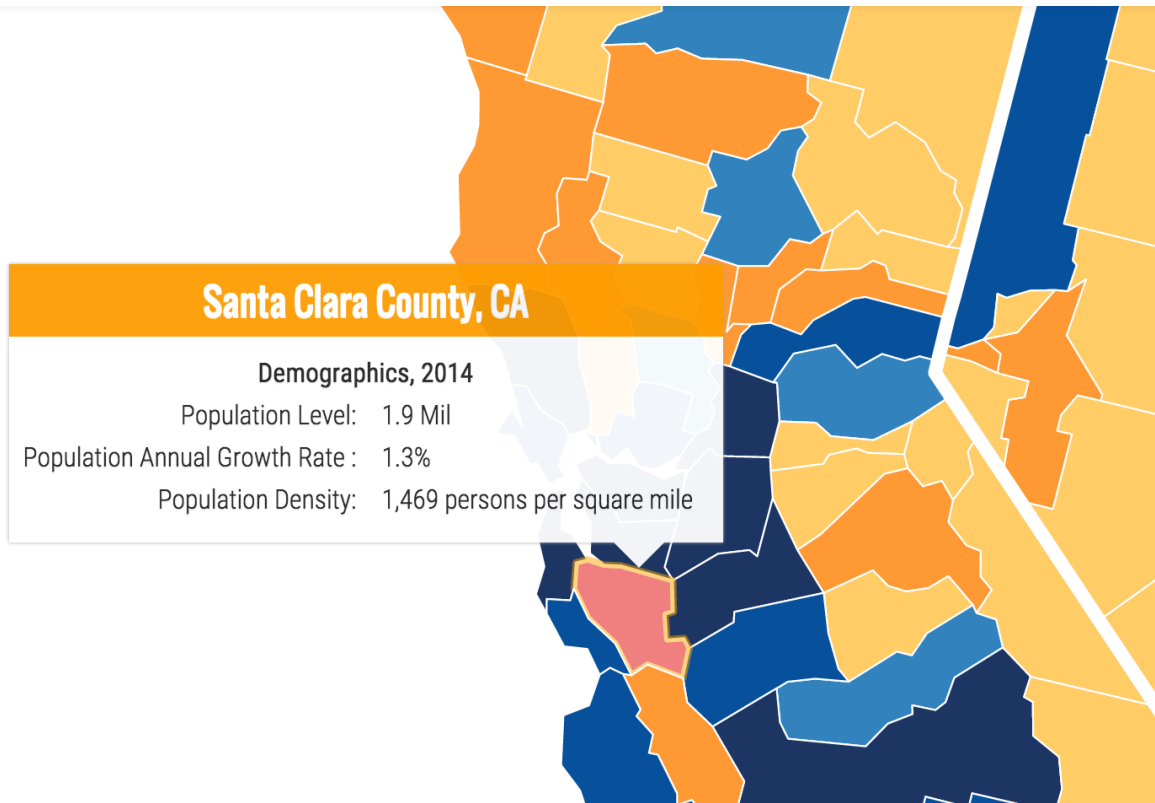 Santa Clara County, CA
Demographics, 2014
Population Level: 1.9 Mil
Population Annual Growth Rate : 1.3%
Population Density: 1,469 persons per square mile